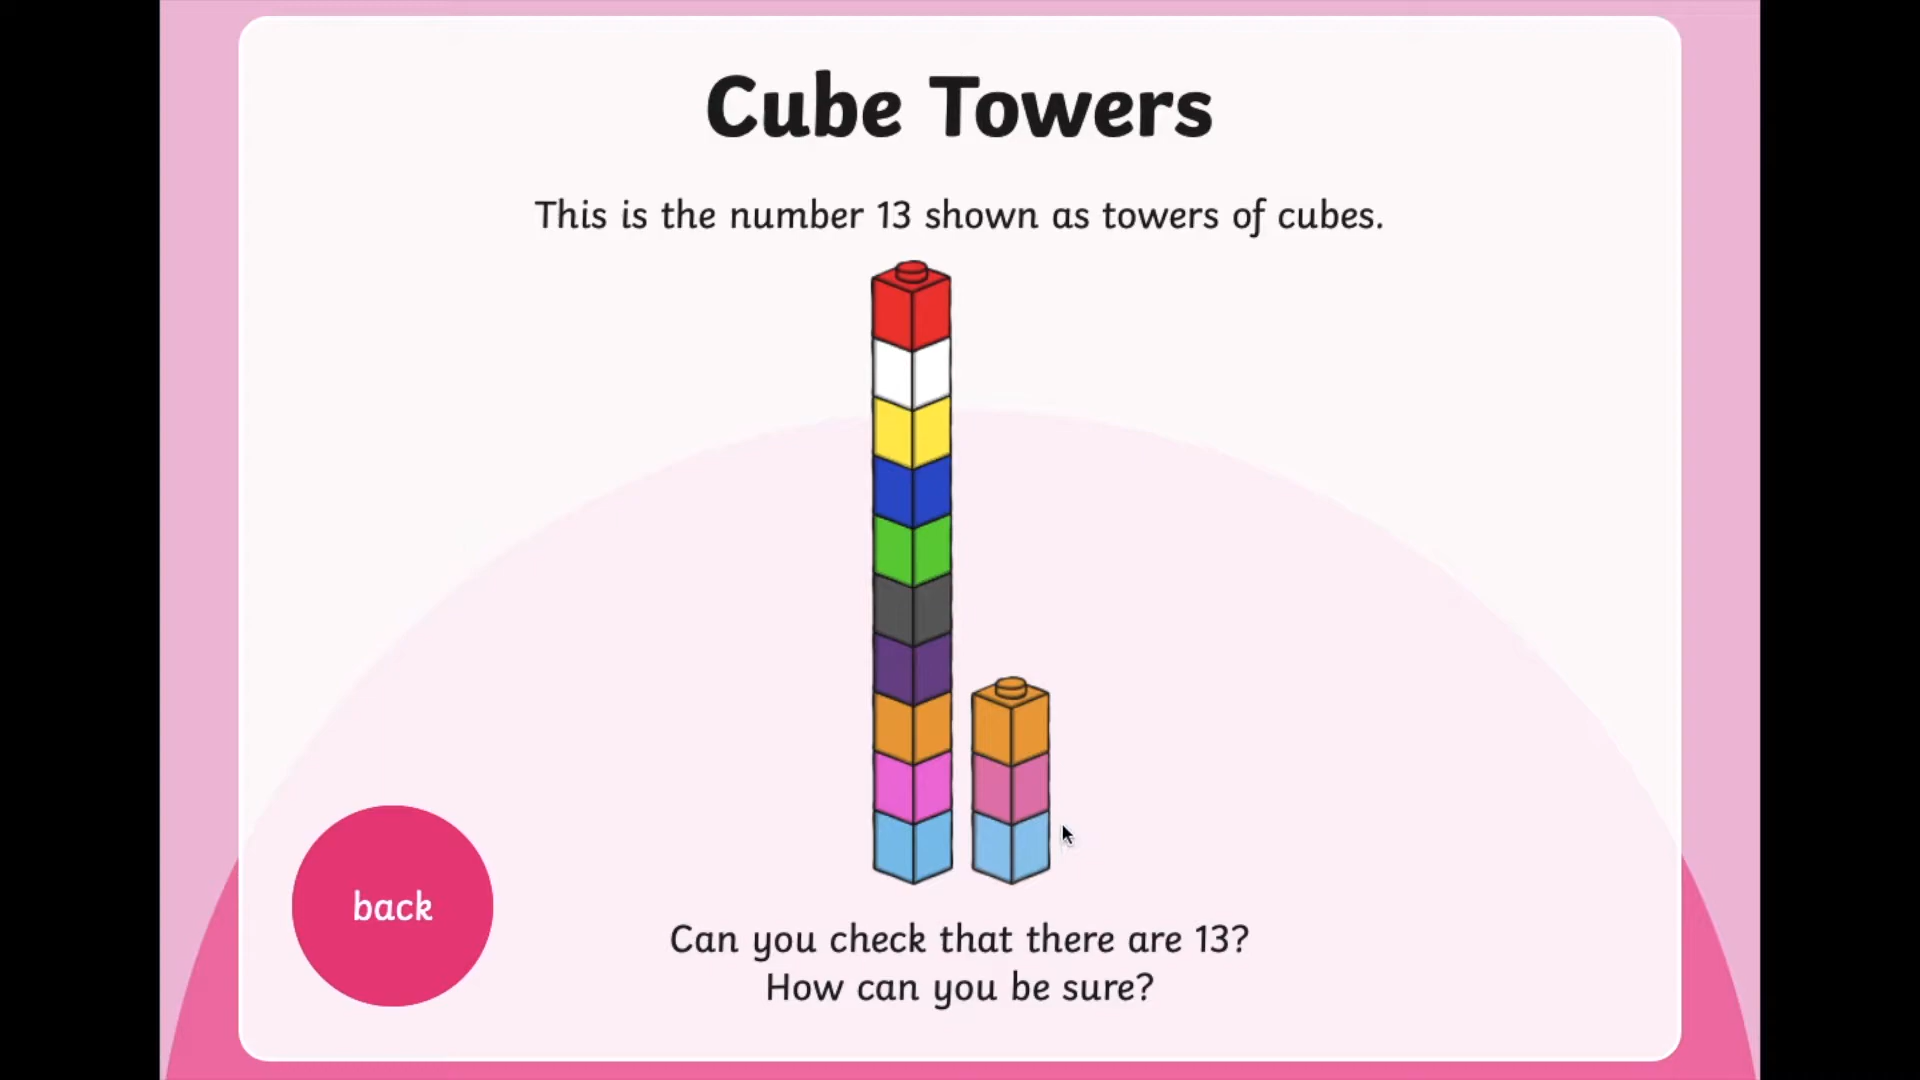 Cube Towers
This is the number 13 shown as towers of cubes.
back
Can you check that there are 13?
How can you be sure?